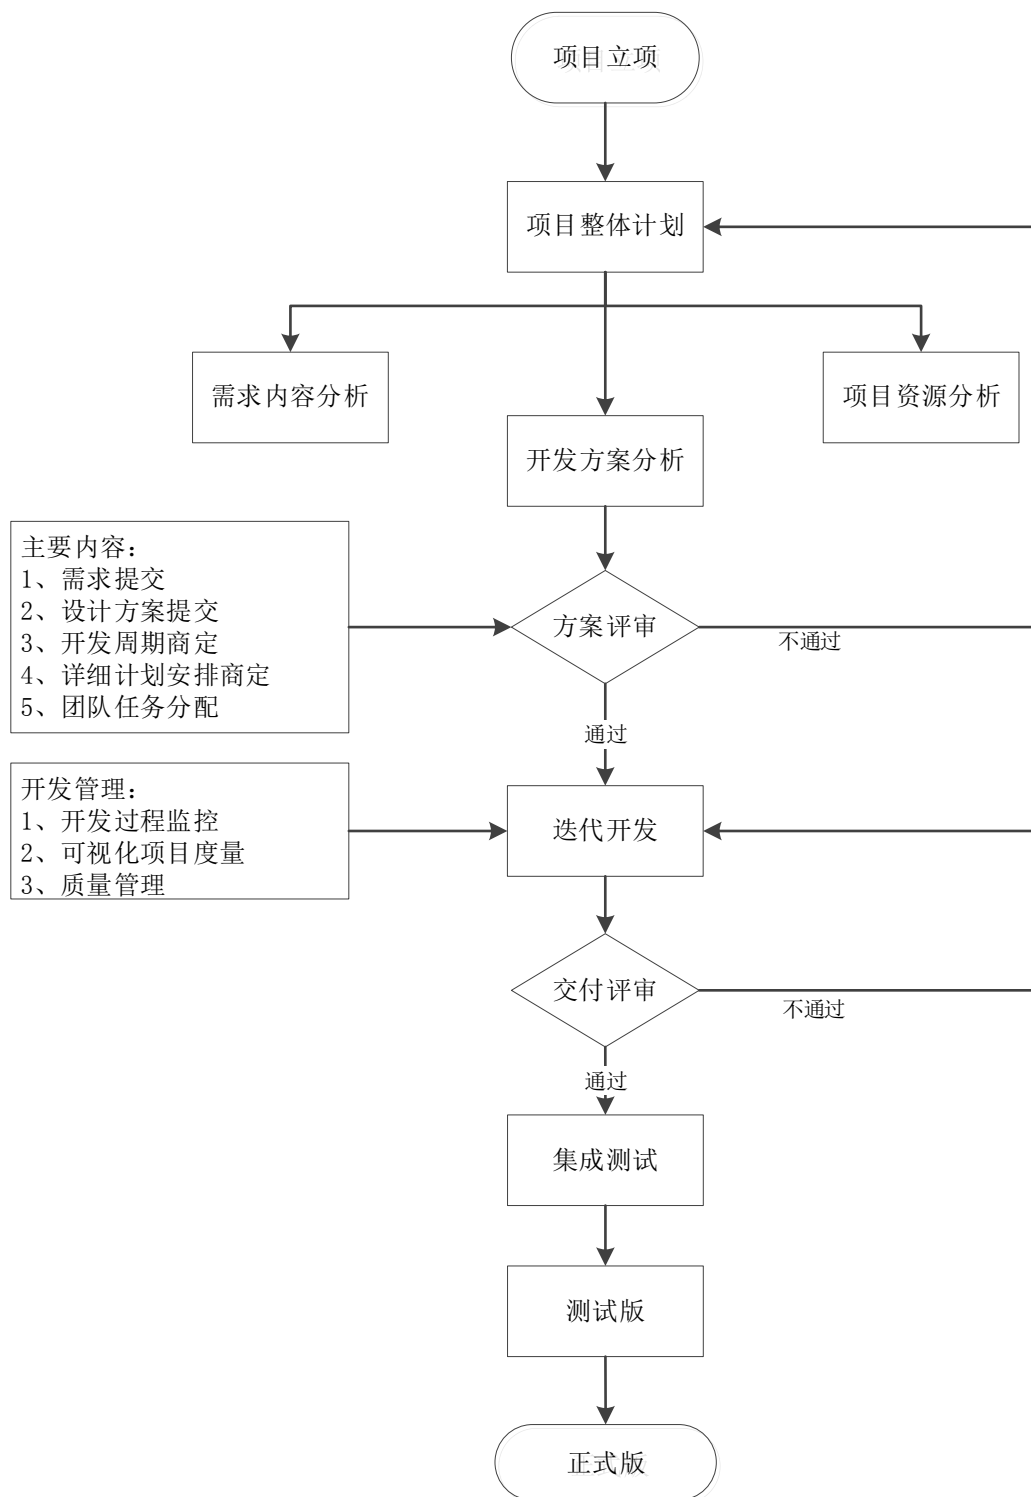 项目立项
项目整体计划
需求内容分析
项目资源分析
开发方案分析
主要内容：
1、需求提交
2、设计方案提交
3、开发周期商定
4、详细计划安排商定
5、团队任务分配
方案评审
不通过
通过
开发管理：
1、开发过程监控
2、可视化项目度量
3、质量管理
迭代开发
交付评审
不通过
通过
集成测试
测试版
正式版